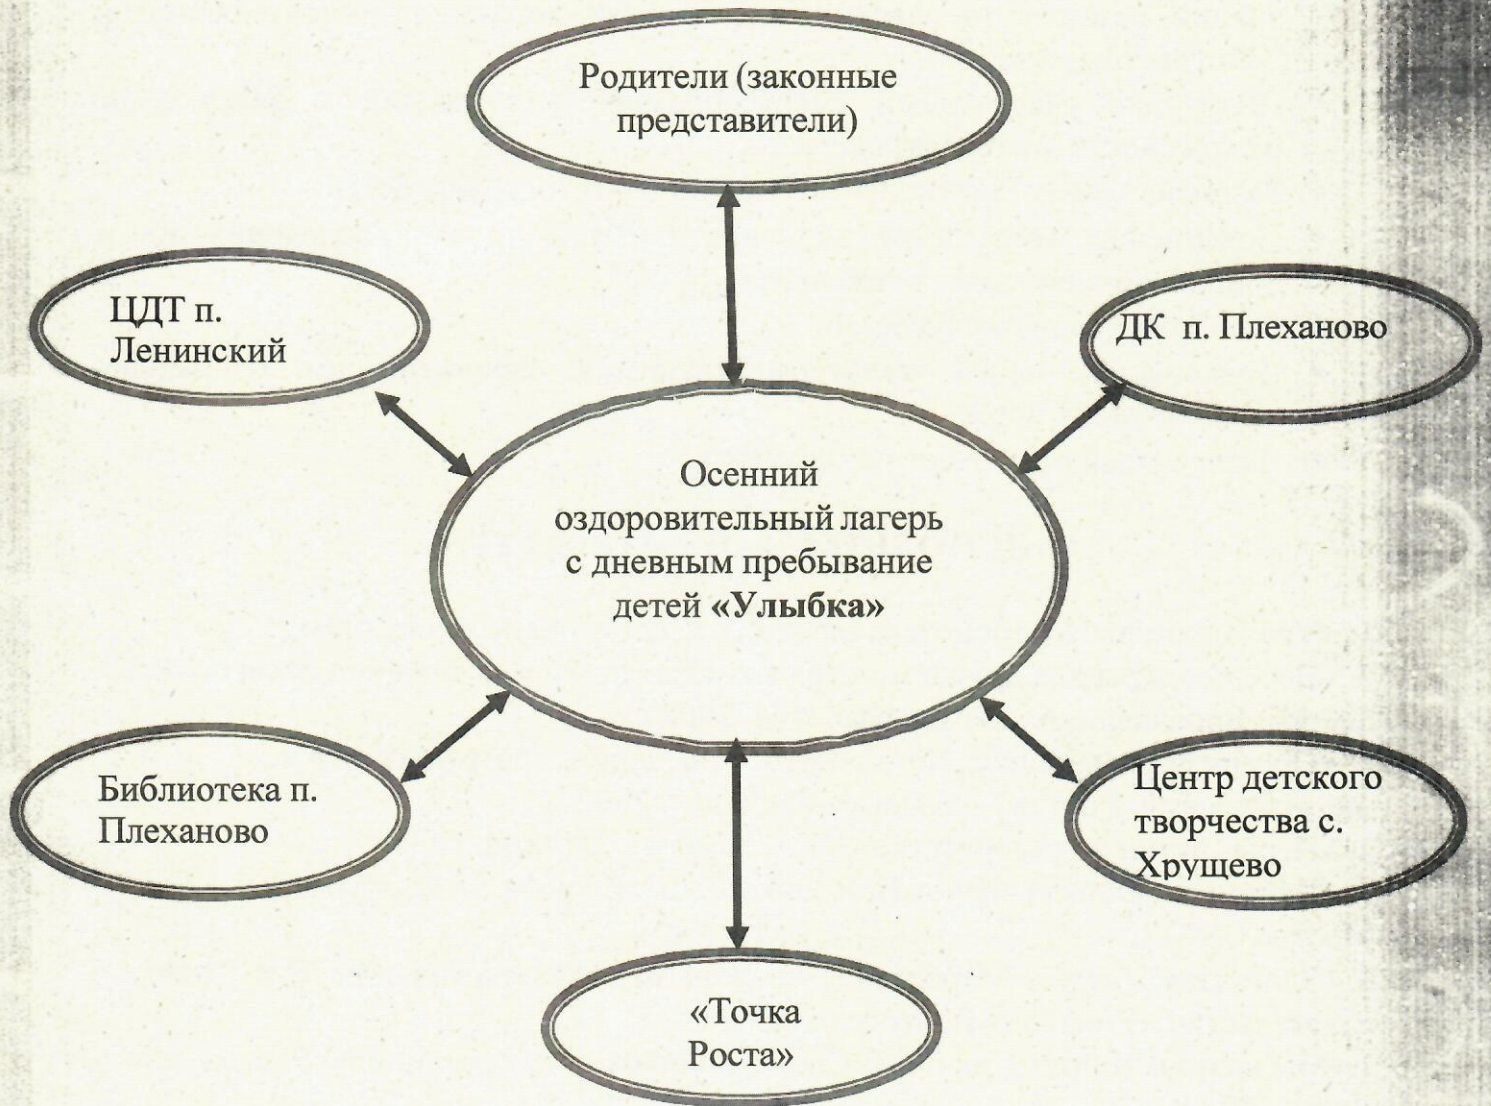 Родители (законные
представители)
ЦДТ п.
Ленинский
ДК п. Плеханово
Осенний
оздоровительный лагерь
с дневным пребывание
детей «Улыбка»
Библиотека п.
Плеханово
Центр детского
творчества с.
Хрущево
«Точка
Роста»